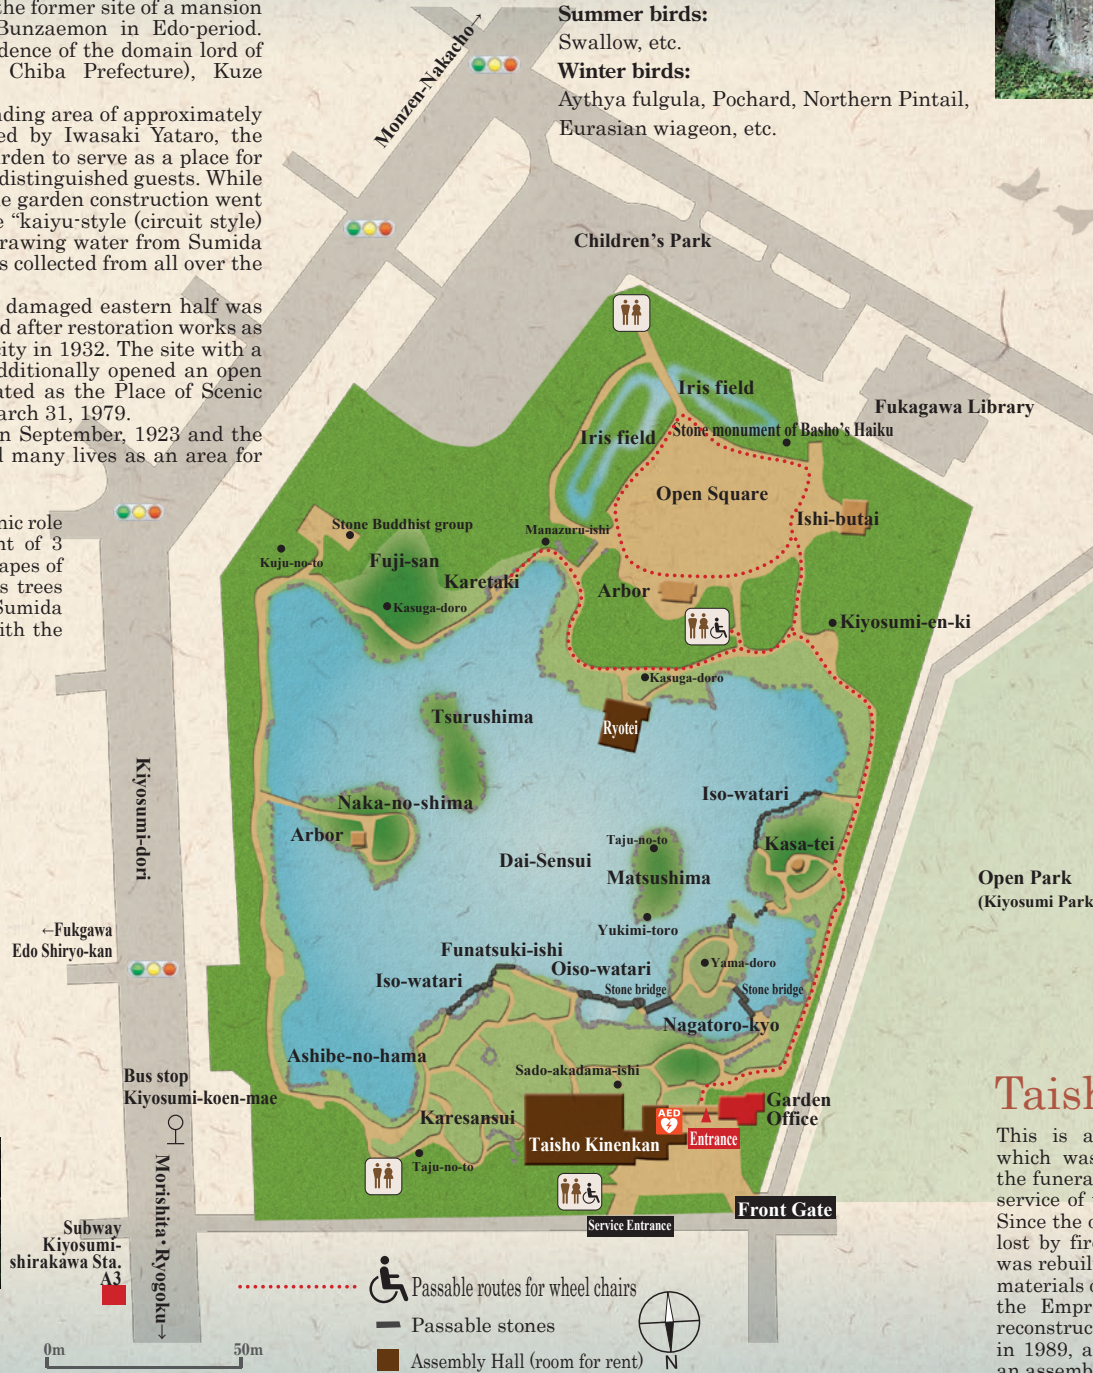 the former site of a mansion
Bunzaemon in Edo-period.
dence of the domain lord of
Chiba Prefecture), Kuze
nding area of approximately
ed by Iwasaki Yataro, the
arden to serve as a place for
distinguished guests. While
e garden construction went
e “kaiyu-style (circuit style)
rawing water from Sumida
s collected from all over the
damaged eastern half was
d after restoration works as
city in 1932. The site with a
dditionally opened an open
ated as the Place of Scenic
arch 31, 1979.
n September, 1923 and the
l many lives as an area for
nic role
nt of 3
apes of
s trees
Sumida
with the
Summer birds:
Swallow, etc.
Winter birds:
Aythya fulgula, Pochard, Northern Pintail,
Eurasian wiageon, etc.
Monzen-Nakacho→
Children's Park
Iris field
Fukagawa Library
Iris field
Stone monument of Basho's Haiku
Open Square
Ishi-butai
Stone Buddhist group
Manazuru-ishi
Kuju-no-to
Fuji-san
Karetaki
Arbor
Kasuga-doro
Kiyosumi-en-ki
Kasuga-doro
Tsurushima
Ryotei
Kiyosumi-dori
Naka-no-shima
Iso-watari
Arbor
Taju-no-to
Kasa-tei
Dai-Sensui
Matsushima
Open Park
(Kiyosumi Park
←Fukgawa
Edo Shiryo-kan
Yukimi-toro
Funatsuki-ishi
Oiso-watari
Yama-doro
Iso-watari
Stone bridge
Stone bridge
Nagatoro-kyo
Ashibe-no-hama
Sado-akadama-ishi
Bus stop
Kiyosumi-koen-mae
Karesansui
AED
Garden
Office
Taisho Kinenkan
Entrance
Taju-no-to
Front Gate
Service Entrance
Morishita・Ryogoku→
Subway
Kiyosumi-
shirakawa Sta.
A3
Passable routes for wheel chairs
Passable stones
Assembly Hall (room for rent)
N
0m
50m
Taish
This is a
which was
the funera
service of
Since the o
lost by fir
was rebuil
materials o
the Empr
reconstruc
in 1989, a
an assemb